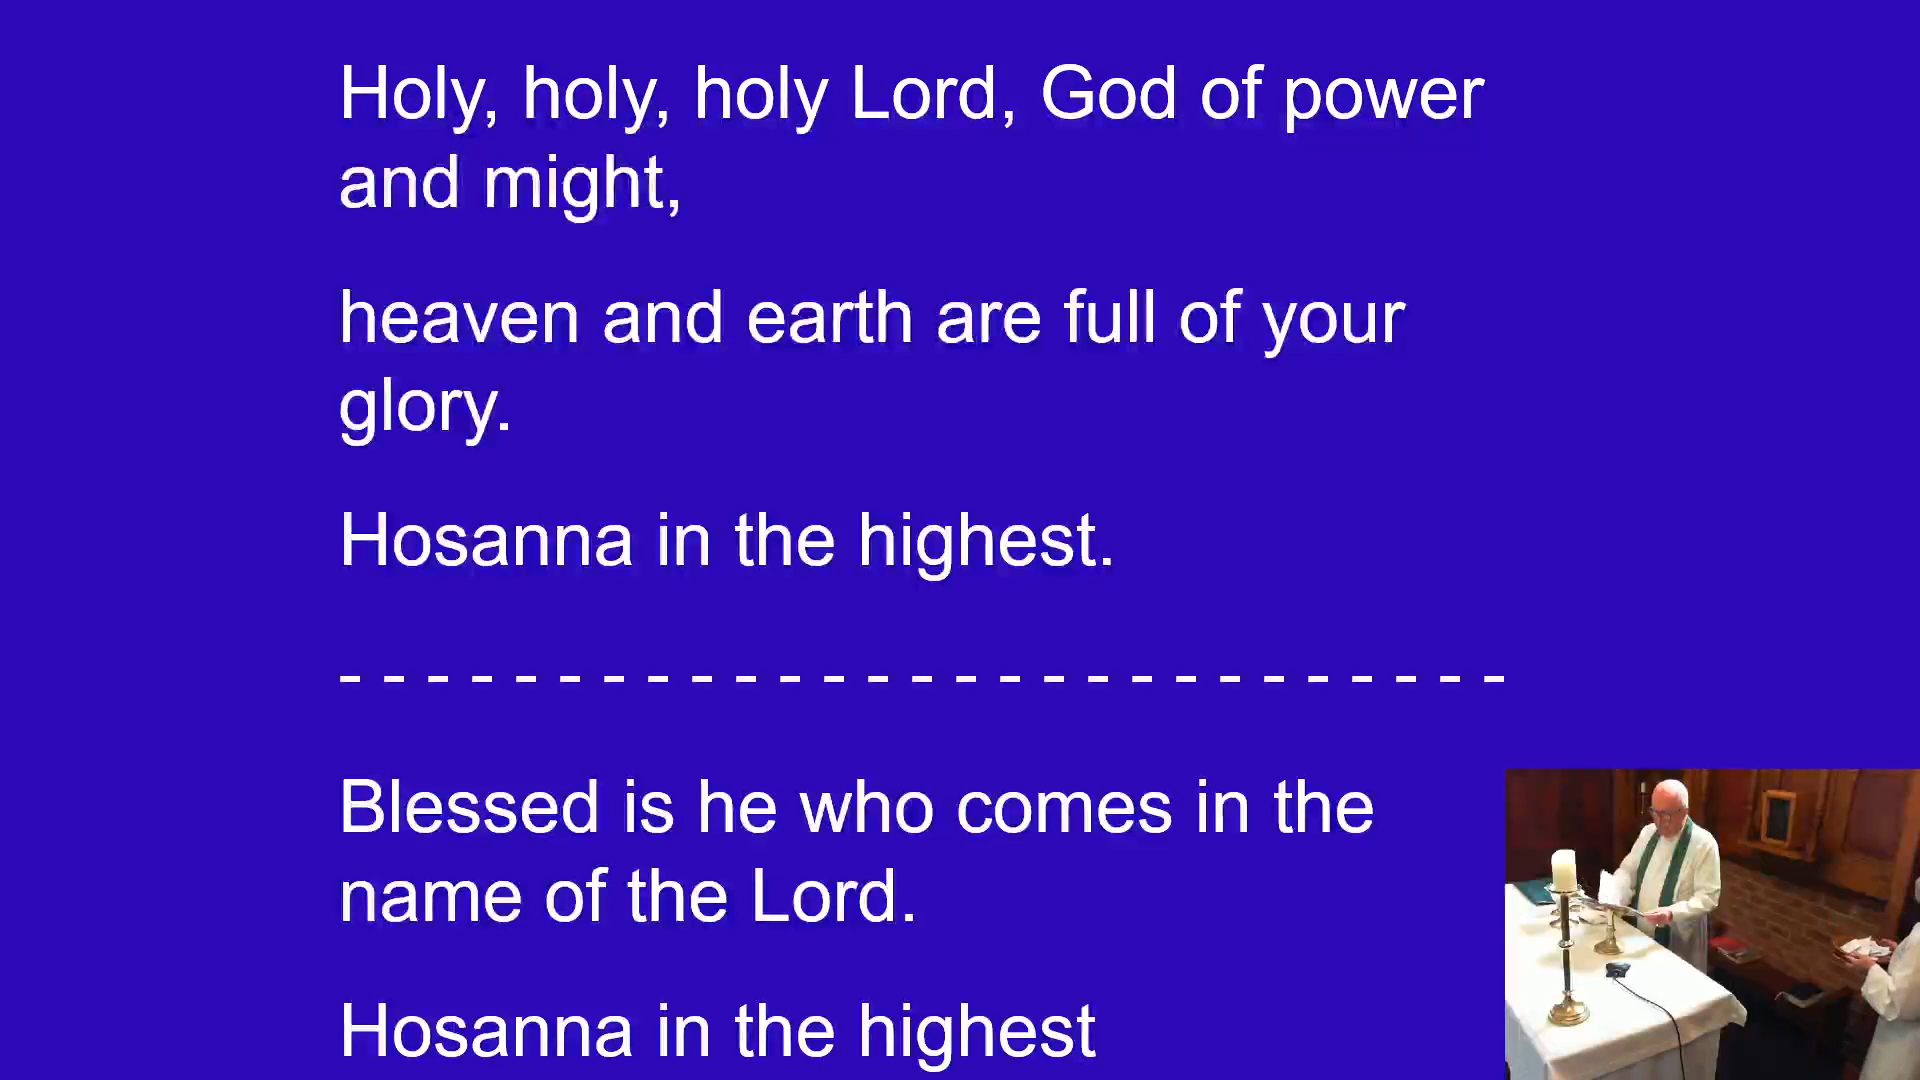 Holy, holy, holy Lord, God of power
and might,
heaven and earth are full of your
glory.
Hosanna in the highest.
- - - - - - - - - - - - - - - - - - - - - - - - - - -
Blessed is he who comes in the
name of the Lord.
Hosanna in the highest